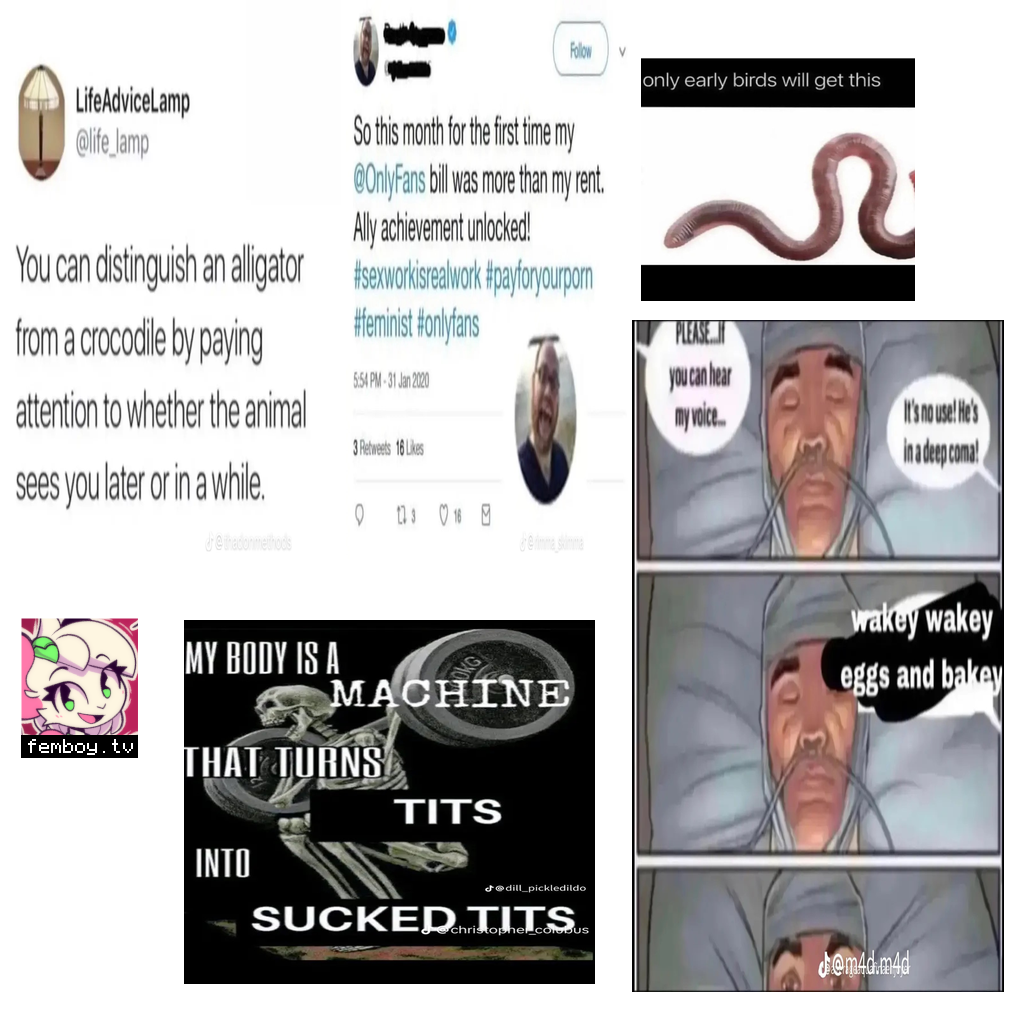 LifeAdviceLamp
@life_lamp
You can distinguish an alligator
from a crocodile by paying
attention to whether the animal
sees you later or in a while.
@thadonmethods
Follow
So this month for the first time my
@OnlyFans bill was more than my rent.
Ally achievement unlocked!
#sexworkisrealwork #payforyourporn
#feminist #onlyfans
5:54 PM - 31 Jan 2020
3 Retweets 16 Likes
3 16
only early birds will get this
PLEASE...If
you can hear
my voice...
It's no use! He's
in a deep coma!
wakey wakey
eggs and bakey
@m4d.m4d
femboy.tv
MY BODY IS A
MACHINE
THAT TURNS
TITS
INTO
@dill_pickledildo
SUCKED TITS
@christopher_colobus